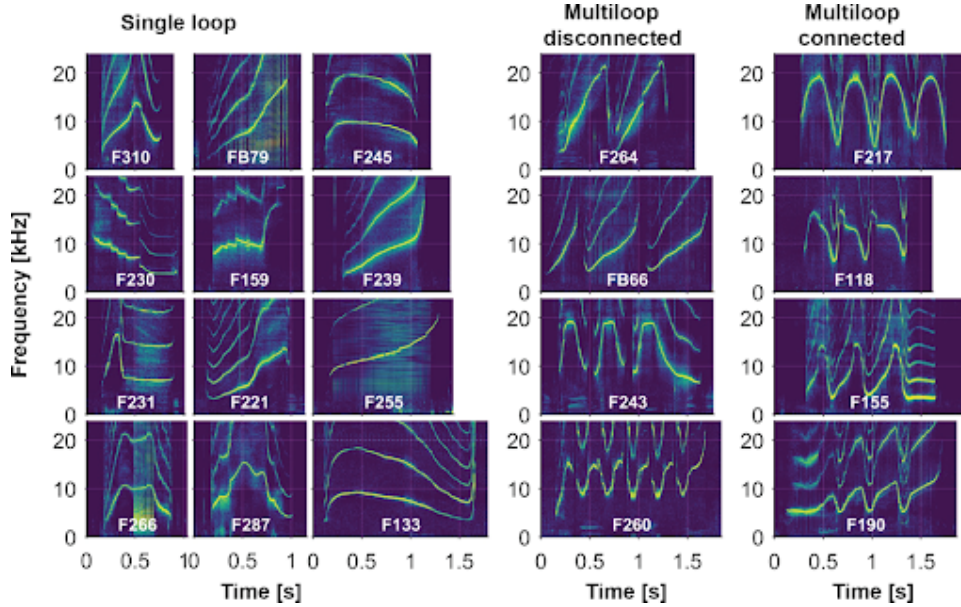 Single loop
Multiloop
disconnected
Multiloop
connected
Frequency [kHz]
20
10
0
F310
FB79
F245
F264
F217
20
10
0
F230
F159
F239
FB66
F118
20
10
0
F231
F221
F255
F243
F155
20
10
0
F266
F287
F133
F260
F190
0 0.5 1 0 0.5 1 0 0.5 1 1.5 0 0.5 1 1.5 0 0.5 1 1.5
Time [s]
Time [s]
Time [s]
Time [s]